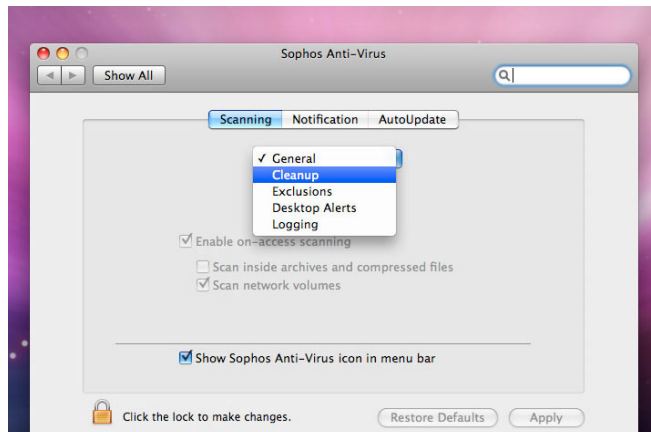 Sophos Anti-Virus
Show All
Scanning Notification AutoUpdate
✓ General
Cleanup
Exclusions
Desktop Alerts
Logging
Enable on-access scanning
Scan inside archives and compressed files
Scan network volumes
Show Sophos Anti-Virus icon in menu bar
Click the lock to make changes.
Restore Defaults Apply